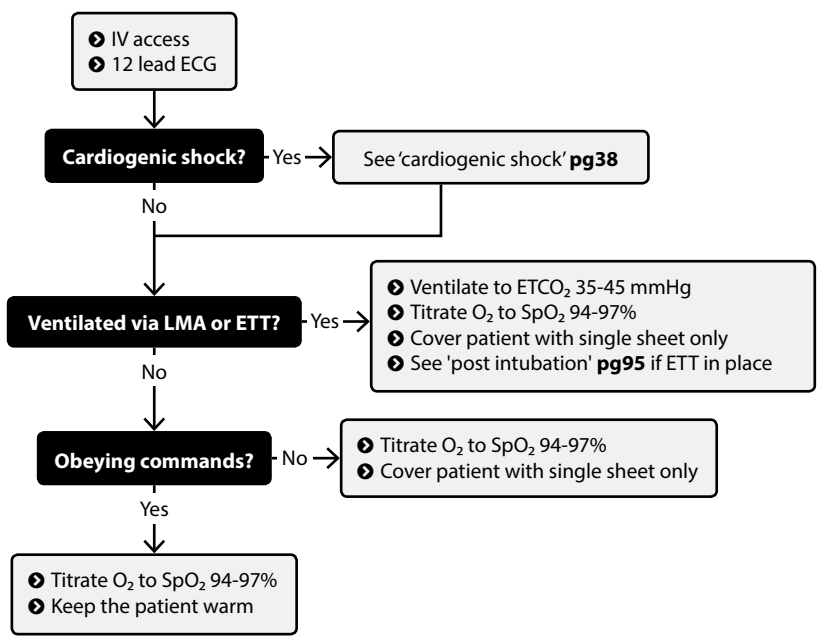 IV access
12 lead ECG
Cardiogenic shock?
Yes
See 'cardiogenic shock' pg38
No
Ventilated via LMA or ETT?
Yes
Ventilate to ETCO₂ 35-45 mmHg
Titrate O₂ to SpO₂ 94-97%
Cover patient with single sheet only
See 'post intubation' pg95 if ETT in place
No
Obeying commands?
No
Titrate O₂ to SpO₂ 94-97%
Cover patient with single sheet only
Yes
Titrate O₂ to SpO₂ 94-97%
Keep the patient warm